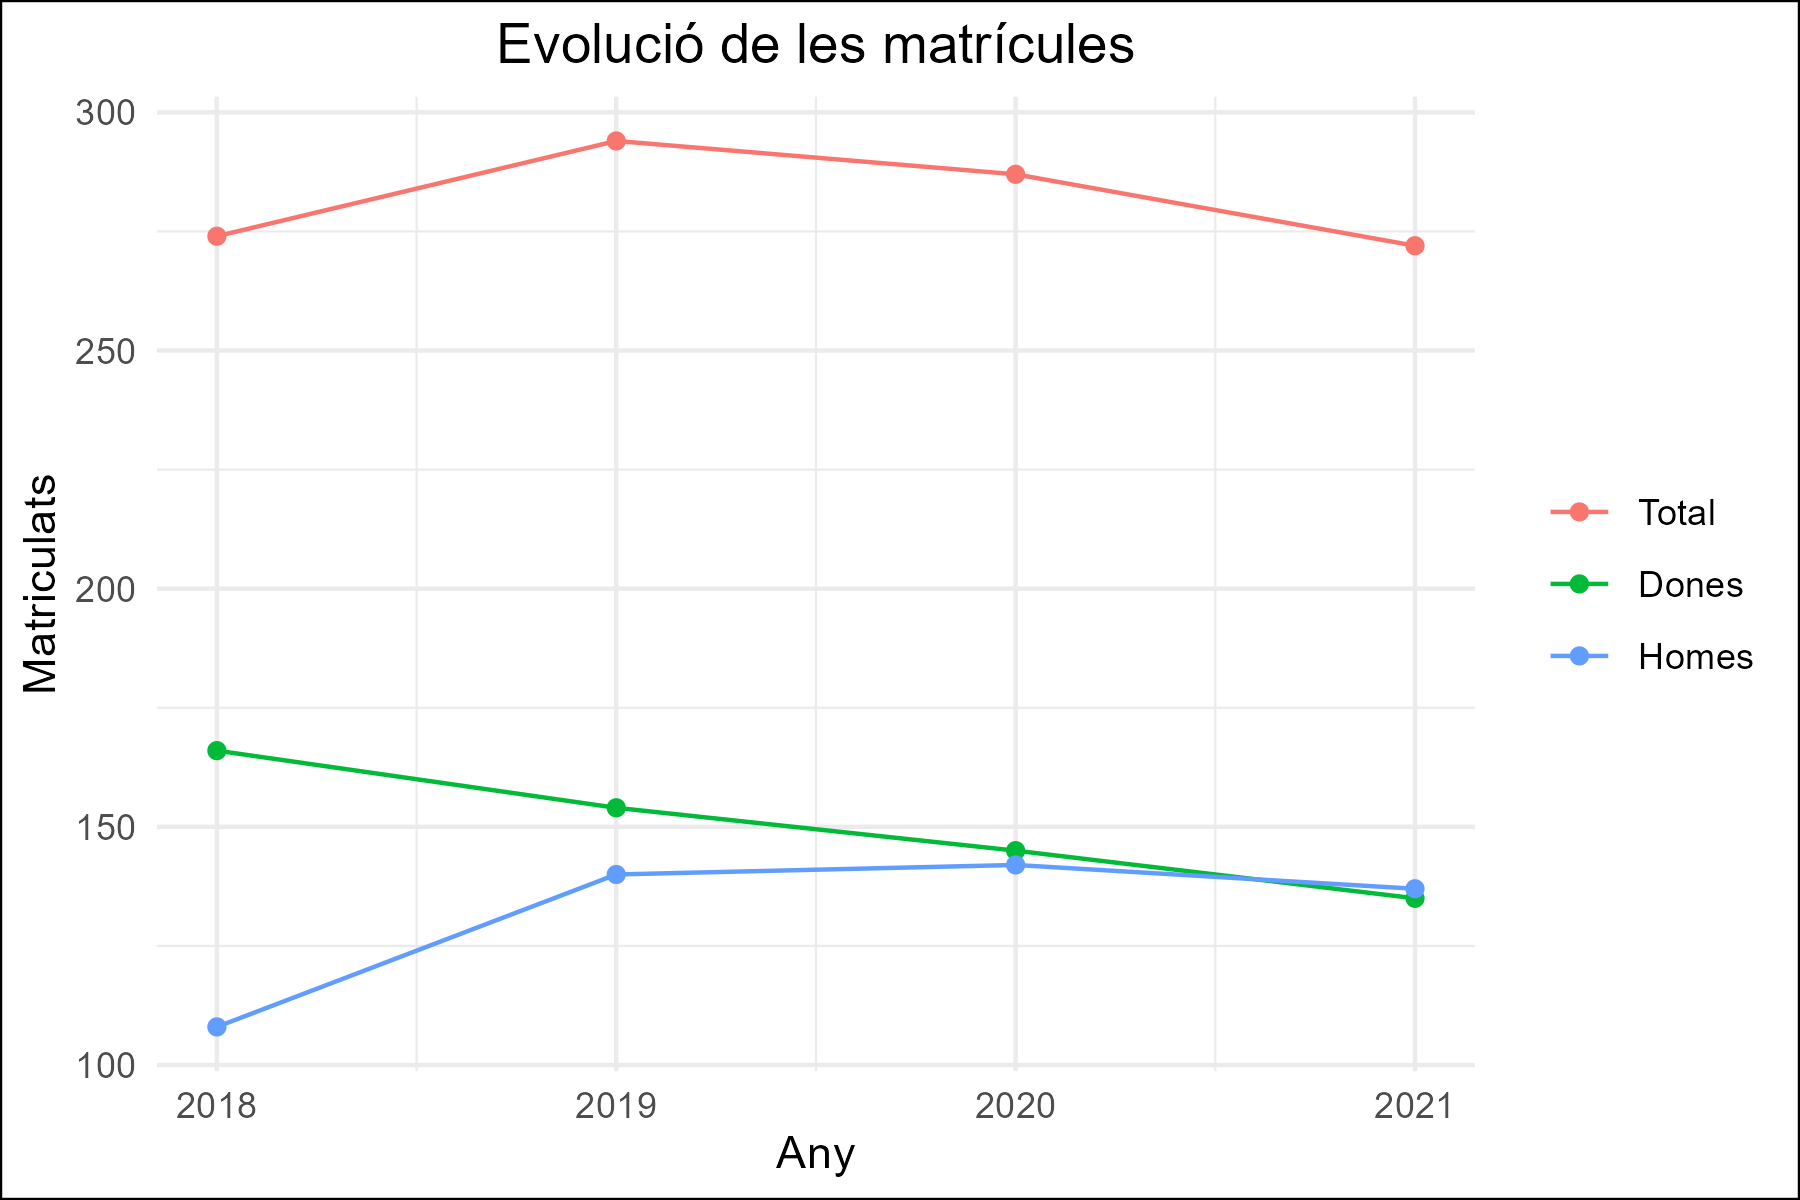 Evolució de les matrícules
300
250
200
150
100
Matriculats
2018 2019 2020 2021
Any
Total
Dones
Homes